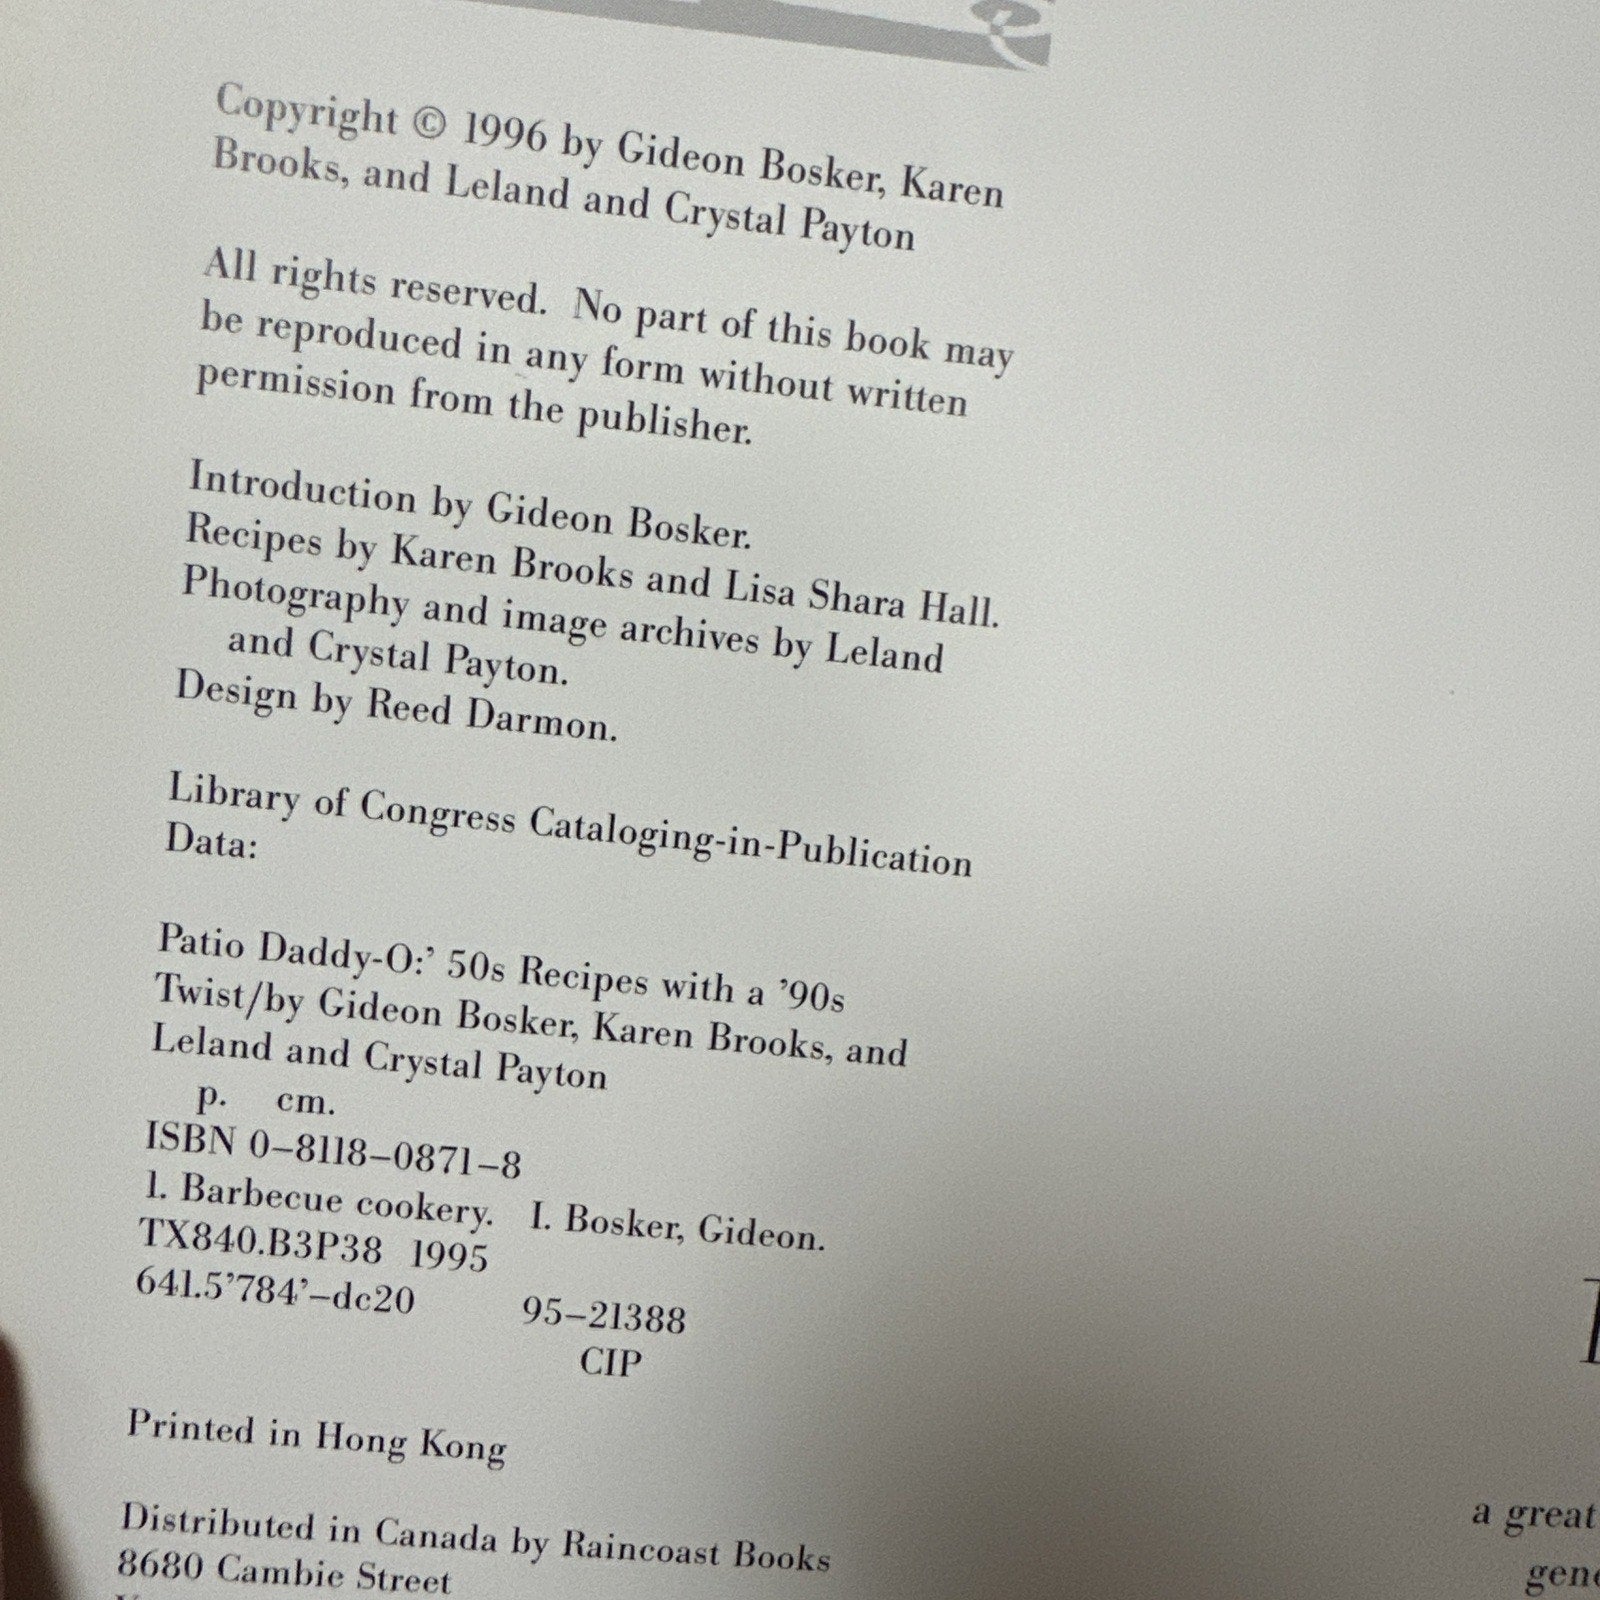 Copyright © 1996 by Gideon Bosker, Karen
Brooks, and Leland and Crystal Payton
All rights reserved. No part of this book may
be reproduced in any form without written
permission from the publisher.
Introduction by Gideon Bosker.
Recipes by Karen Brooks and Lisa Shara Hall.
Photography and image archives by Leland
and Crystal Payton.
Design by Reed Darmon.
Library of Congress Cataloging-in-Publication
Data:
Patio Daddy-O:’ 50s Recipes with a ’90s
Twist/by Gideon Bosker, Karen Brooks, and
Leland and Crystal Payton
p. cm.
ISBN 0–8118–0871–8
1. Barbecue cookery. I. Bosker, Gideon.
TX840.B3P38 1995
641.5’784’–dc20 95–21388
CIP
Printed in Hong Kong
Distributed in Canada by Raincoast Books
8680 Cambie Street
a great